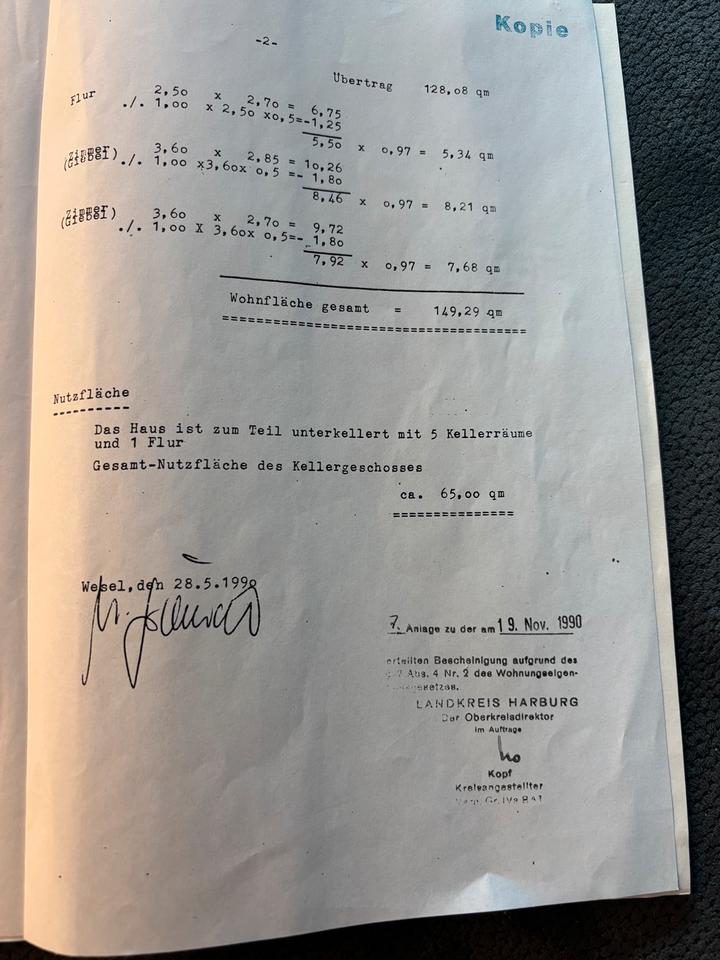 Kopie
-2-
Übertrag 128,08 qm
Flur 2,50 x 2,70 = 6,75
./. 1,00 x 2,50 x0,5=-1,25
5,50 x 0,97 = 5,34 qm
Zimmer 3,60 x 2,85 = 10,26
(Giebel) ./. 1,00 x3,60x 0,5 =- 1,80
8,46 x 0,97 = 8,21 qm
Zimmer 3,60 x 2,70 = 9,72
(Giebel) ./. 1,00 X 3,60x 0,5=- 1,80
7,92 x 0,97 = 7,68 qm
Wohnfläche gesamt = 149,29 qm
Nutzfläche
Das Haus ist zum Teil unterkellert mit 5 Kellerräume
und 1 Flur
Gesamt-Nutzfläche des Kellergeschosses
ca. 65,00 qm
Wesel,den 28.5.1990
7. Anlage zu der am 19. Nov. 1990
erteilten Bescheinigung aufgrund des
§ 7 Abs. 4 Nr. 2 des Wohnungseigen-
LANDKREIS HARBURG
Der Oberkreisdirektor
im Auftrage
Kopf
Kreisangestellter